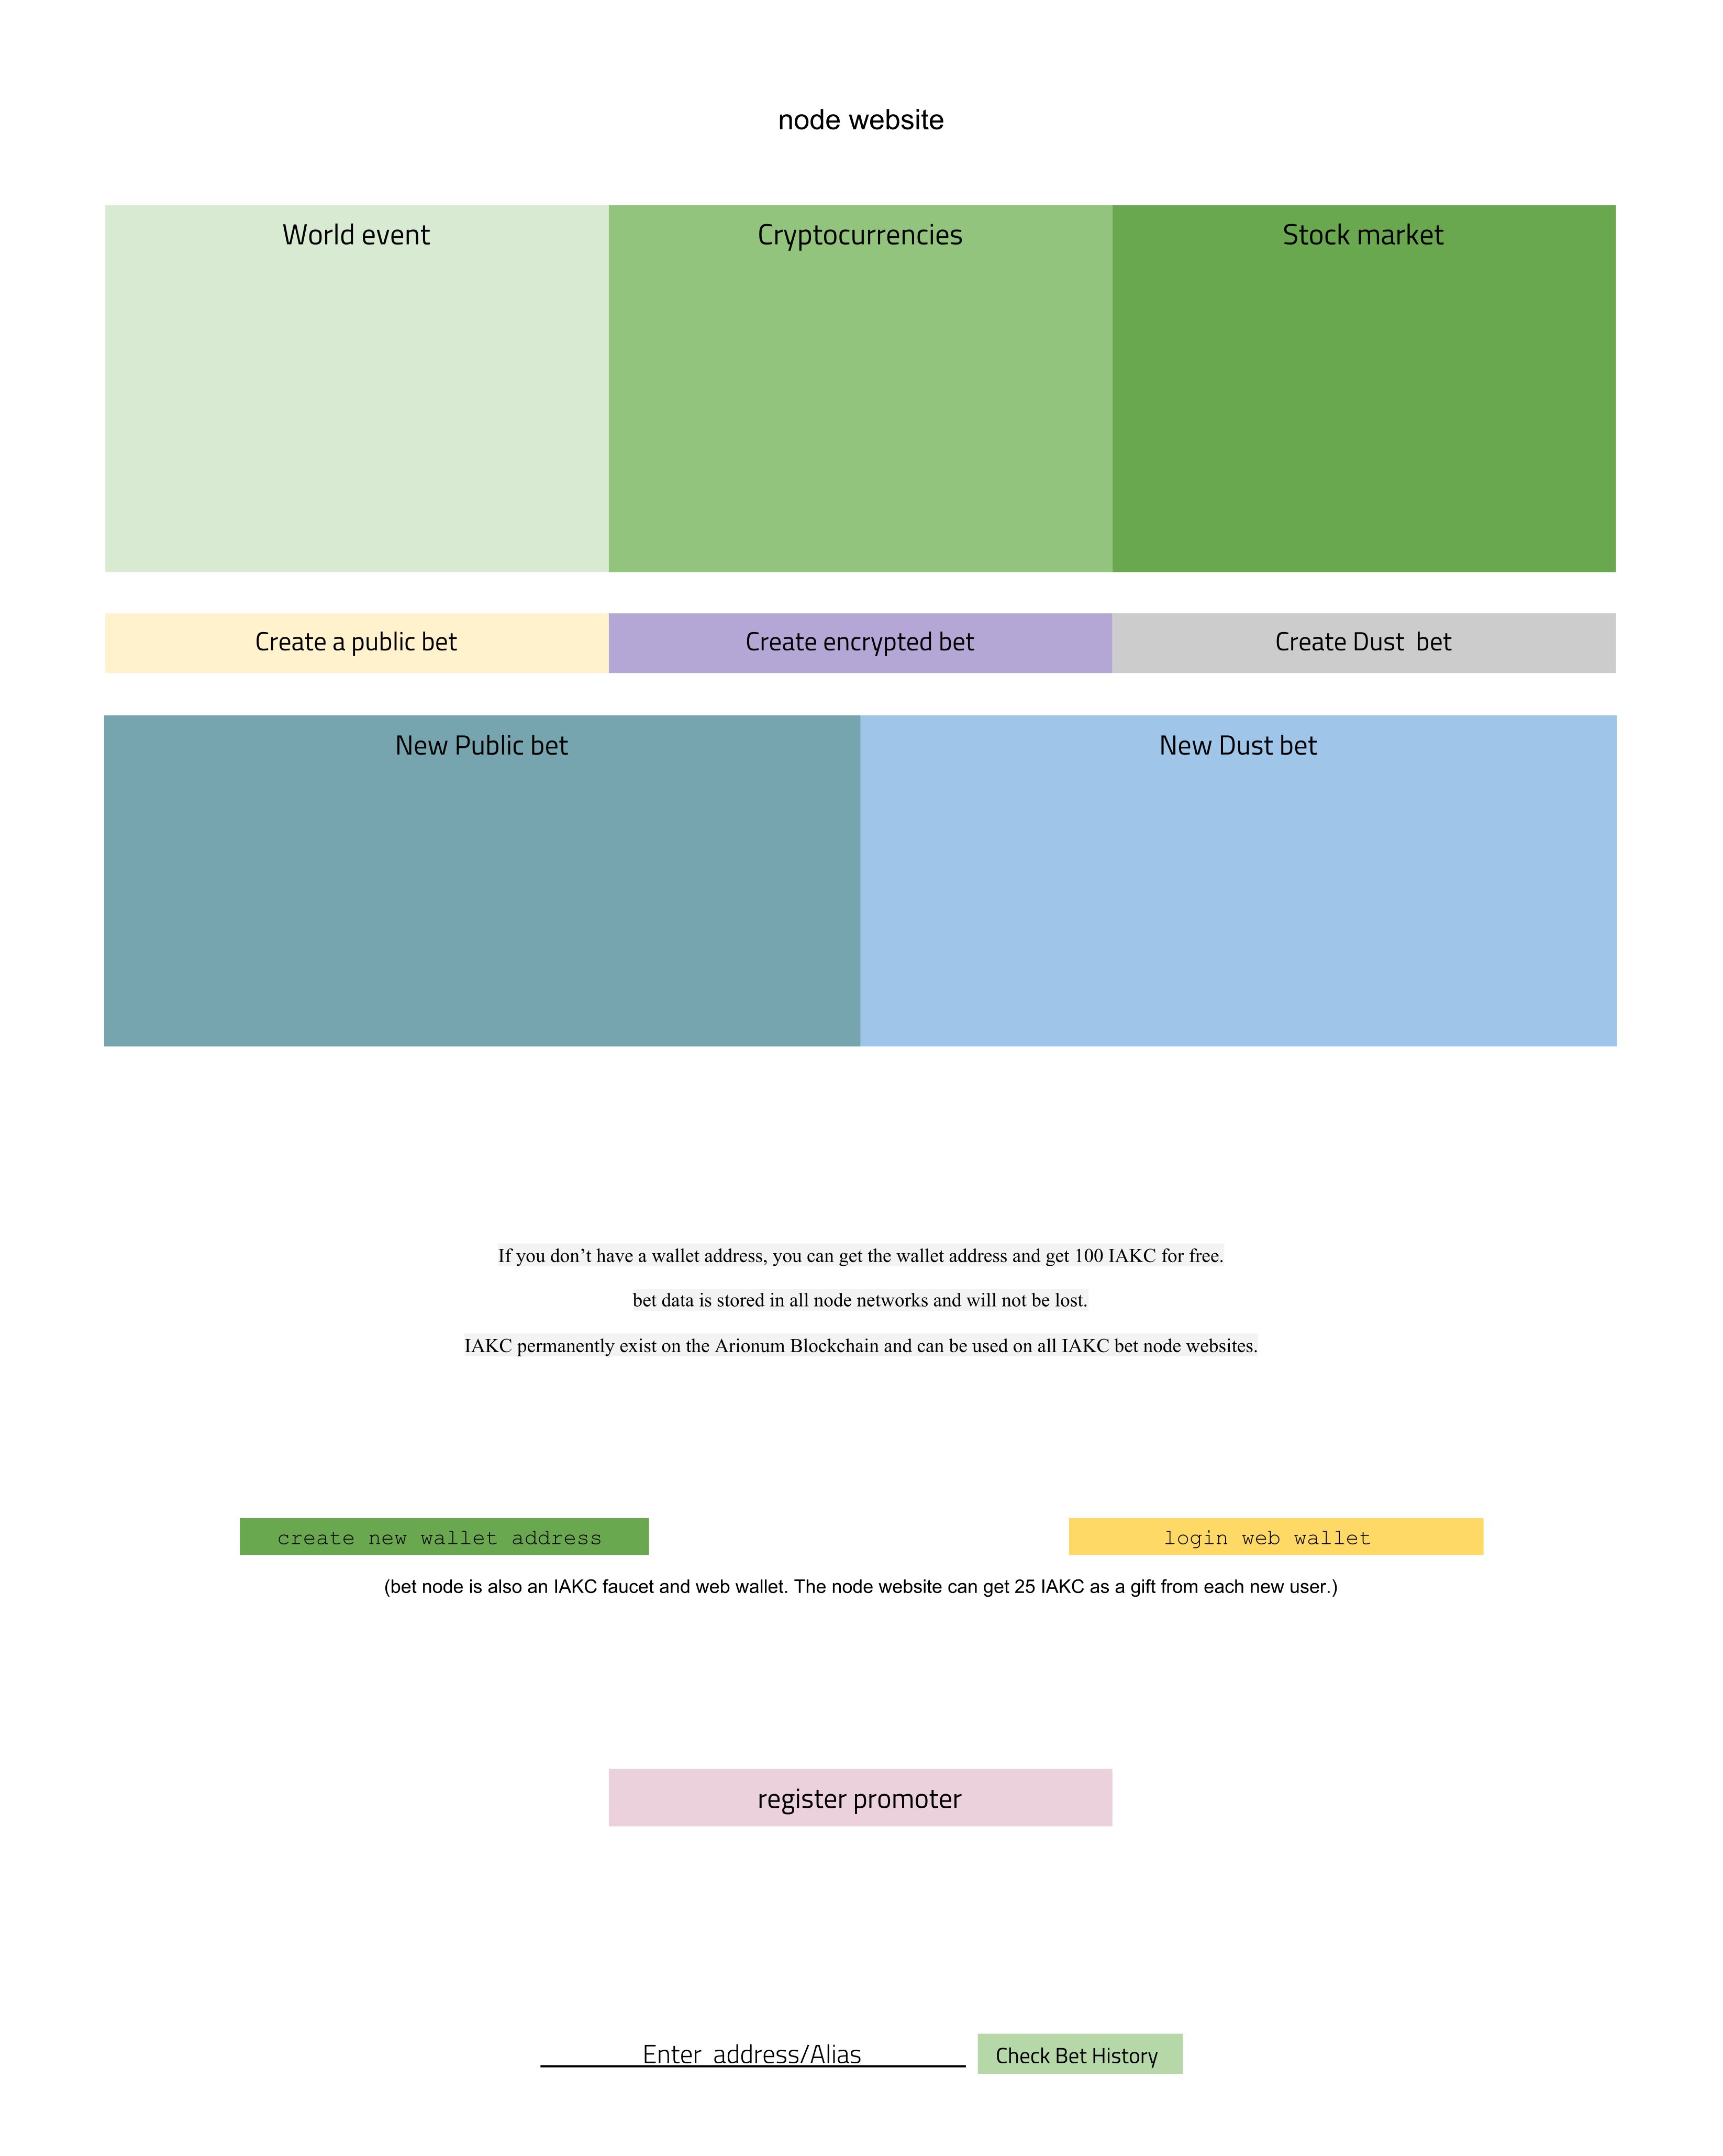 node website
World event
Cryptocurrencies
Stock market
Create a public bet
Create encrypted bet
Create Dust  bet
New Public bet
New Dust bet
If you don’t have a wallet address, you can get the wallet address and get 100 IAKC for free.
bet data is stored in all node networks and will not be lost.
IAKC permanently exist on the Arionum Blockchain and can be used on all IAKC bet node websites.
create new wallet address
login web wallet
(bet node is also an IAKC faucet and web wallet. The node website can get 25 IAKC as a gift from each new user.)
register promoter
Enter  address/Alias
Check Bet History